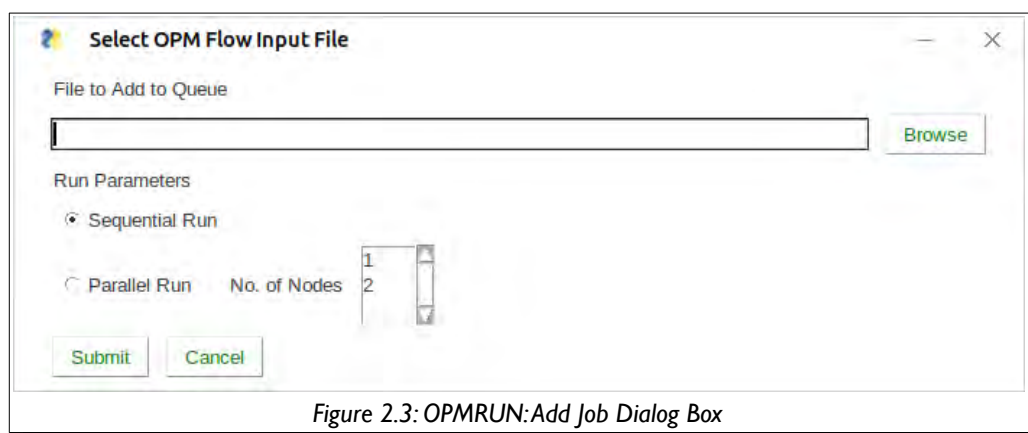 Select OPM Flow Input File
File to Add to Queue
Browse
Run Parameters
Sequential Run
1
Parallel Run No. of Nodes 2
Submit Cancel
Figure 2.3: OPMRUN: Add Job Dialog Box